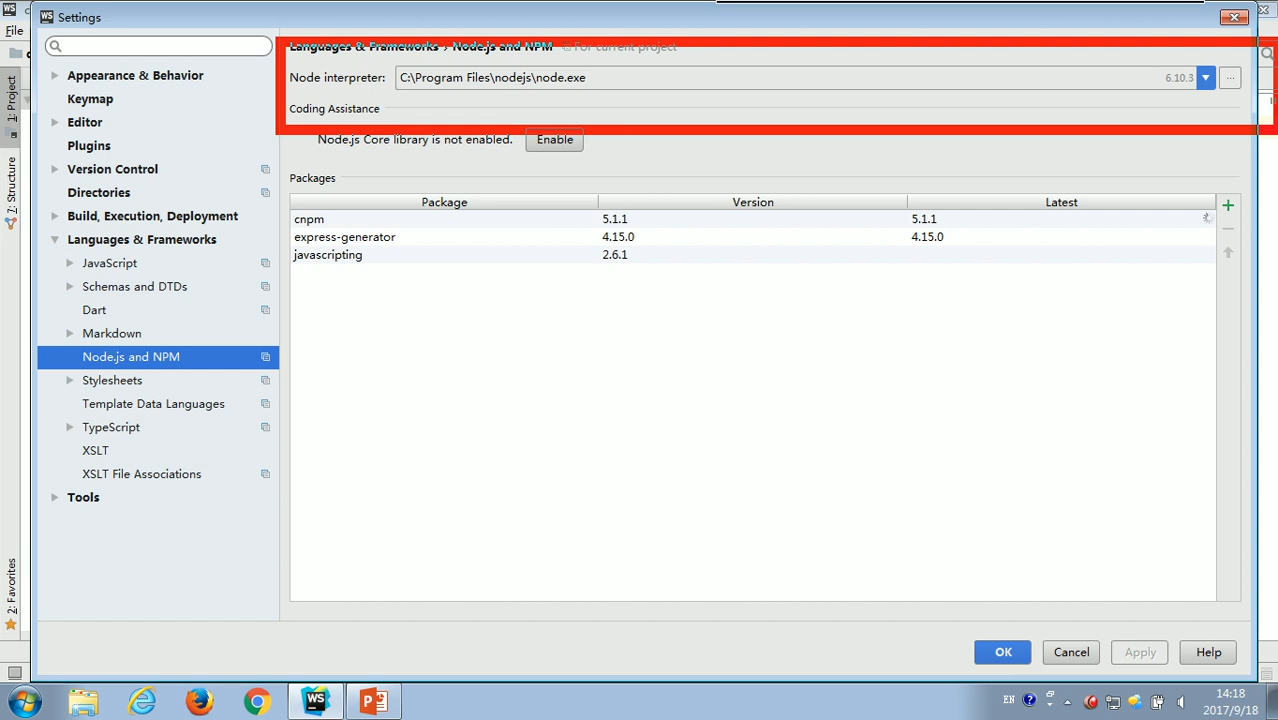 WS
Settings
File
Languages & Frameworks › Node.js and NPM For current project
Node interpreter: C:\Program Files\nodejs\node.exe 6.10.3 ...
Coding Assistance
Node.js Core library is not enabled. Enable
Packages
Package Version Latest
cnpm 5.1.1 5.1.1
express-generator 4.15.0 4.15.0
javascripting 2.6.1
Appearance & Behavior
Keymap
Editor
Plugins
Version Control
Directories
Build, Execution, Deployment
Languages & Frameworks
JavaScript
Schemas and DTDs
Dart
Markdown
Node.js and NPM
Stylesheets
Template Data Languages
TypeScript
XSLT
XSLT File Associations
Tools
1: Project
7: Structure
2: Favorites
OK Cancel Apply Help
WS
EN
14:18
2017/9/18